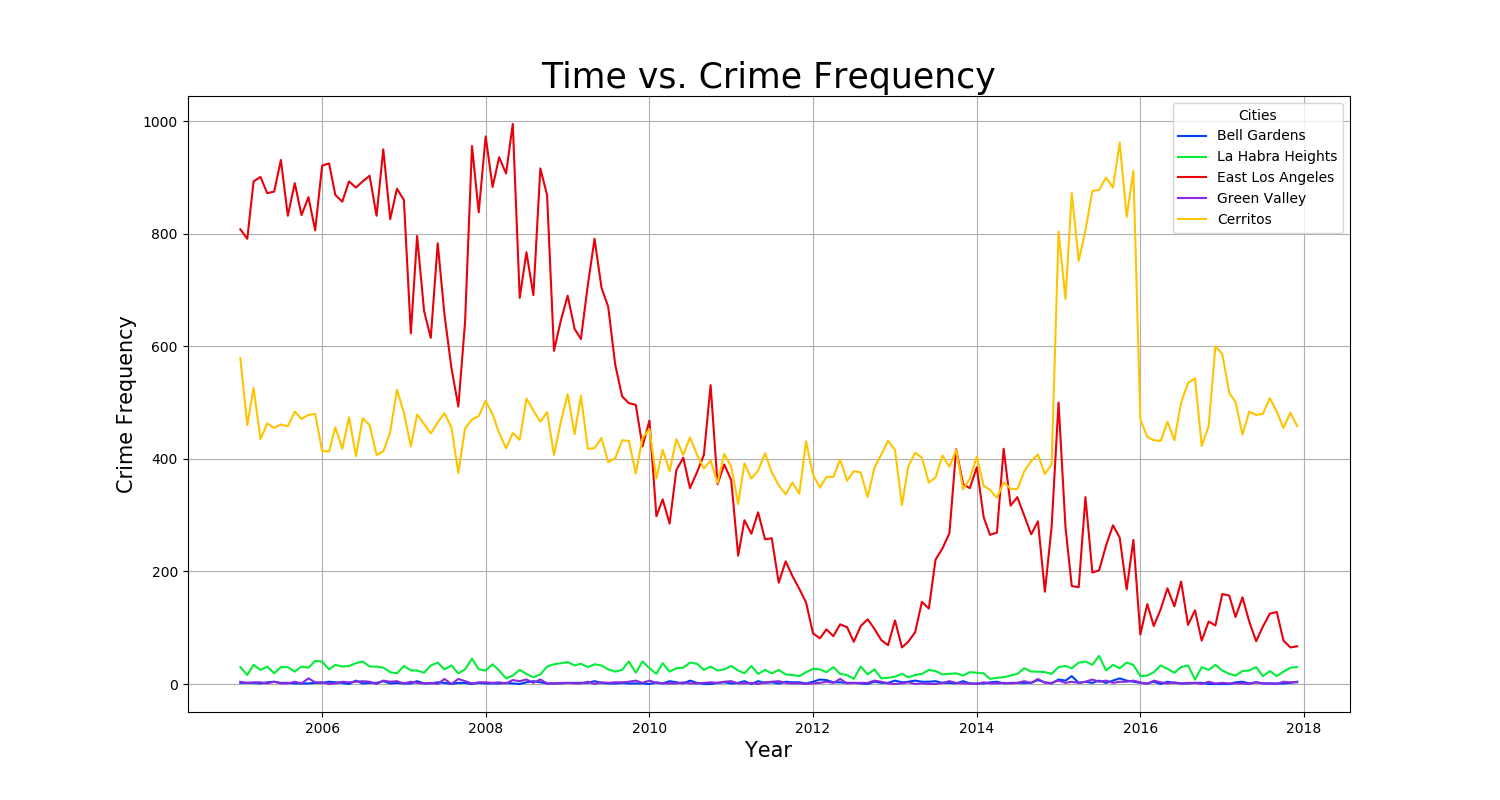 Time vs. Crime Frequency
Cities
Bell Gardens
La Habra Heights
East Los Angeles
Green Valley
Cerritos
Crime Frequency
1000
800
600
400
200
0
2006 2008 2010 2012 2014 2016 2018
Year